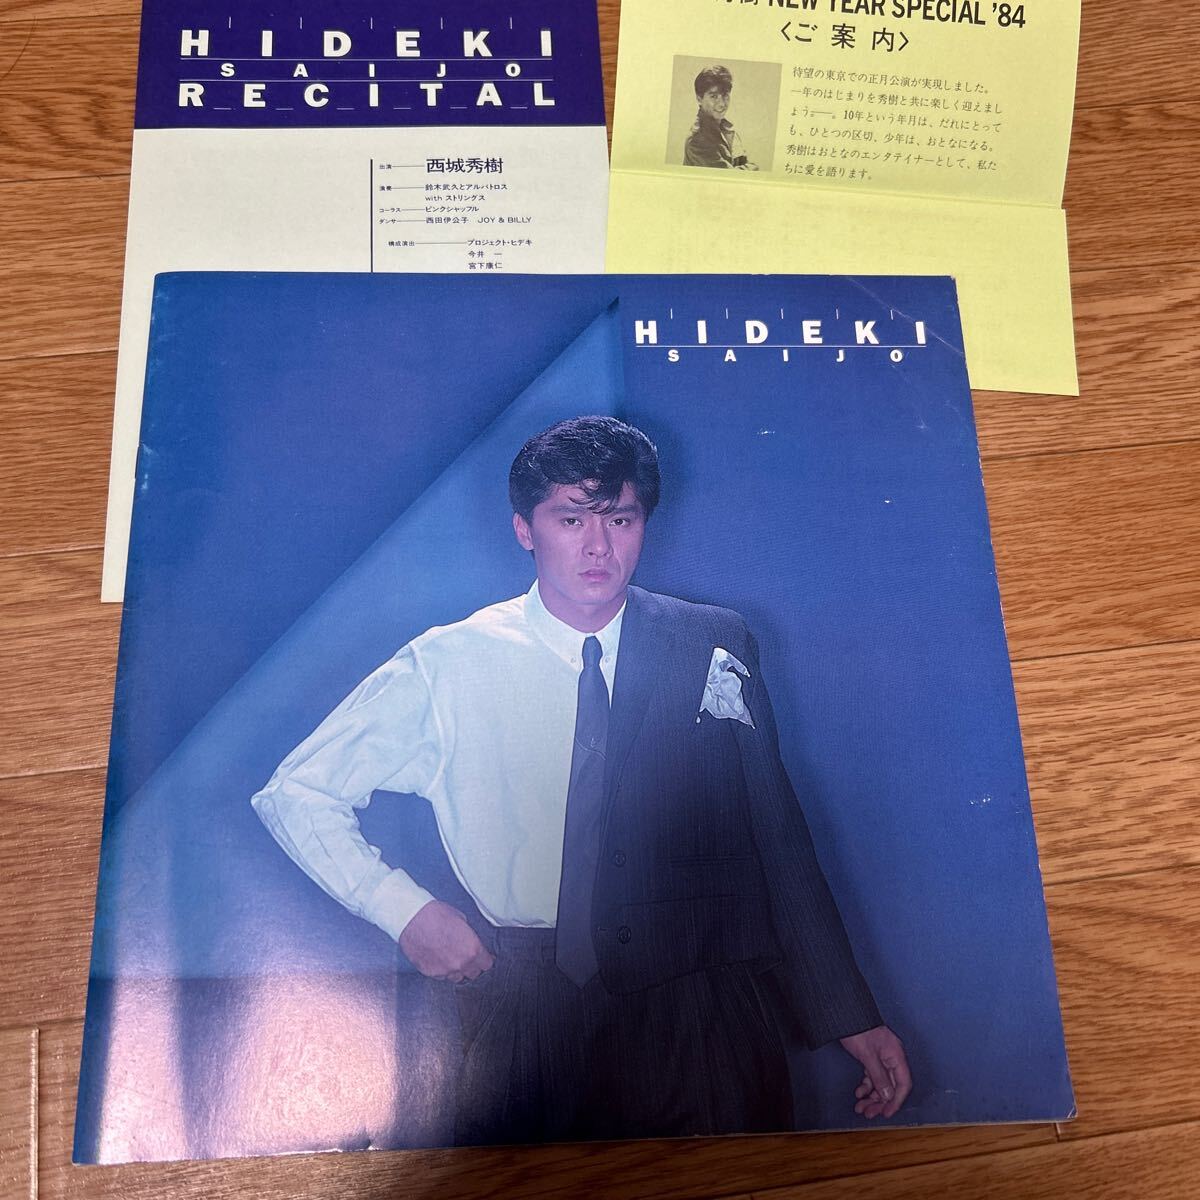 HIDEKI
SAIJO
RECITAL
出演 西城秀樹
演奏 鈴木武久とアルバトロス
with ストリングス
コーラス ピンクシャッフル
ダンサー 西田伊公子 JOY & BILLY
構成演出 プロジェクト・ヒデキ
今井 一
宮下康仁
樹 NEW YEAR SPECIAL '84
〈ご案内〉
待望の東京での正月公演が実現しました。
一年のはじまりを秀樹と共に楽しく迎えまし
ょう。──。10年という年月は、だれにとって
も、ひとつの区切、少年は、おとなになる。
秀樹はおとなのエンタテイナーとして、私た
ちに愛を語ります。
HIDEKI
SAIJO